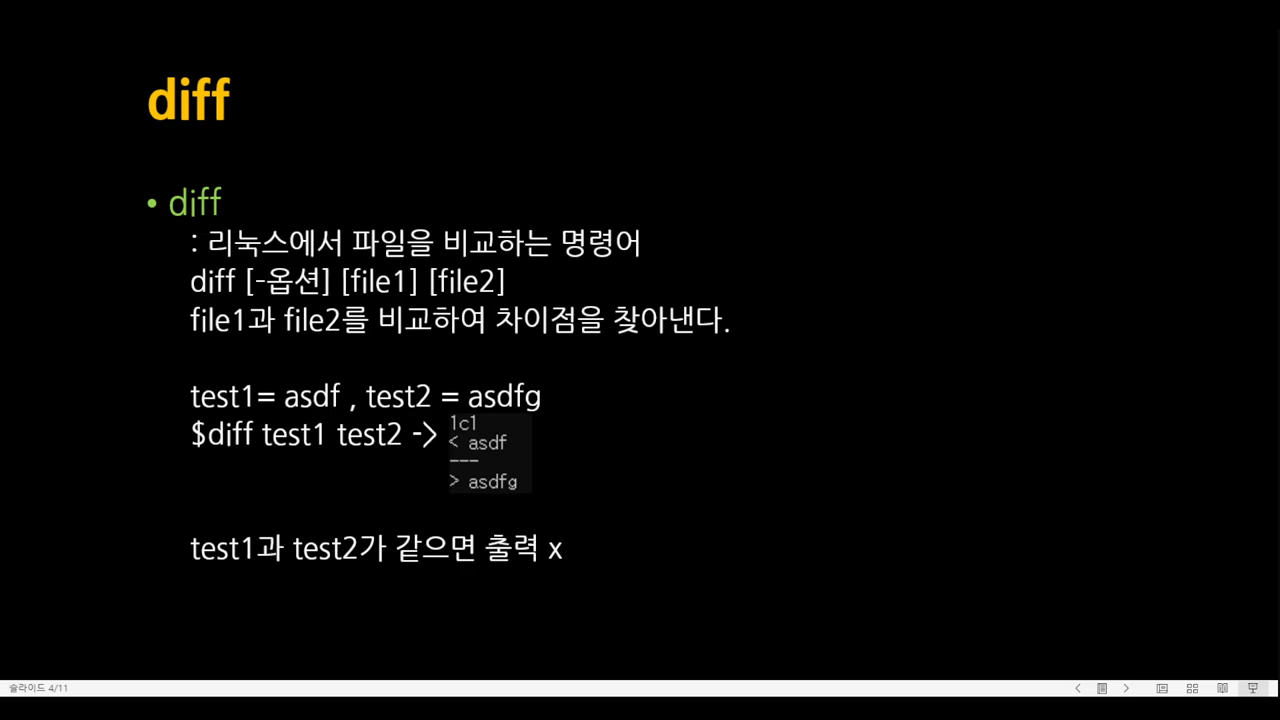 diff
• diff
: 리눅스에서 파일을 비교하는 명령어
diff [-옵션] [file1] [file2]
file1과 file2를 비교하여 차이점을 찾아낸다.
test1= asdf , test2 = asdfg
$diff test1 test2 ->
1c1
< asdf
---
> asdfg
test1과 test2가 같으면 출력 x
슬라이드 4/11